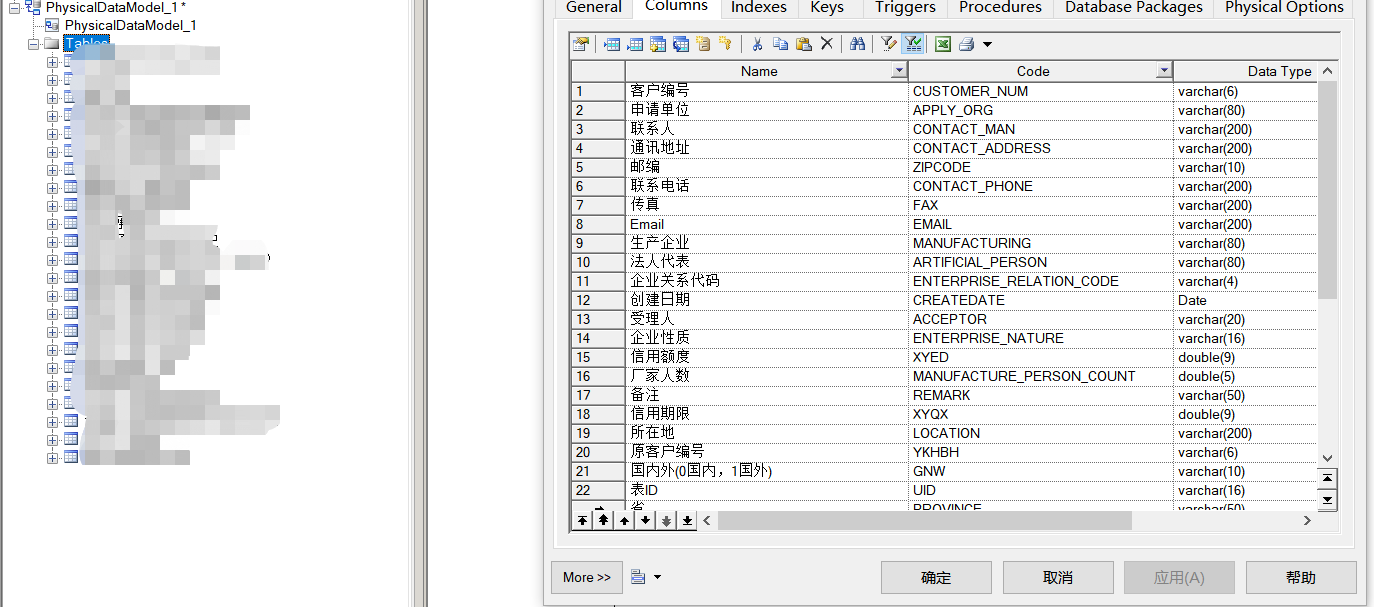 PhysicalDataModel_1 *
PhysicalDataModel_1
Tables
General Columns Indexes Keys Triggers Procedures Database Packages Physical Options
Name Code Data Type
1 客户编号 CUSTOMER_NUM varchar(6)
2 申请单位 APPLY_ORG varchar(80)
3 联系人 CONTACT_MAN varchar(200)
4 通讯地址 CONTACT_ADDRESS varchar(200)
5 邮编 ZIPCODE varchar(10)
6 联系电话 CONTACT_PHONE varchar(200)
7 传真 FAX varchar(200)
8 Email EMAIL varchar(200)
9 生产企业 MANUFACTURING varchar(80)
10 法人代表 ARTIFICIAL_PERSON varchar(80)
11 企业关系代码 ENTERPRISE_RELATION_CODE varchar(4)
12 创建日期 CREATEDATE Date
13 受理人 ACCEPTOR varchar(20)
14 企业性质 ENTERPRISE_NATURE varchar(16)
15 信用额度 XYED double(9)
16 厂家人数 MANUFACTURE_PERSON_COUNT double(5)
17 备注 REMARK varchar(50)
18 信用期限 XYQX double(9)
19 所在地 LOCATION varchar(200)
20 原客户编号 YKHBH varchar(6)
21 国内外(0国内，1国外) GNW varchar(10)
22 表ID UID varchar(16)
省 PROVINCE varchar(50)
More >> 确定 取消 应用(A) 帮助